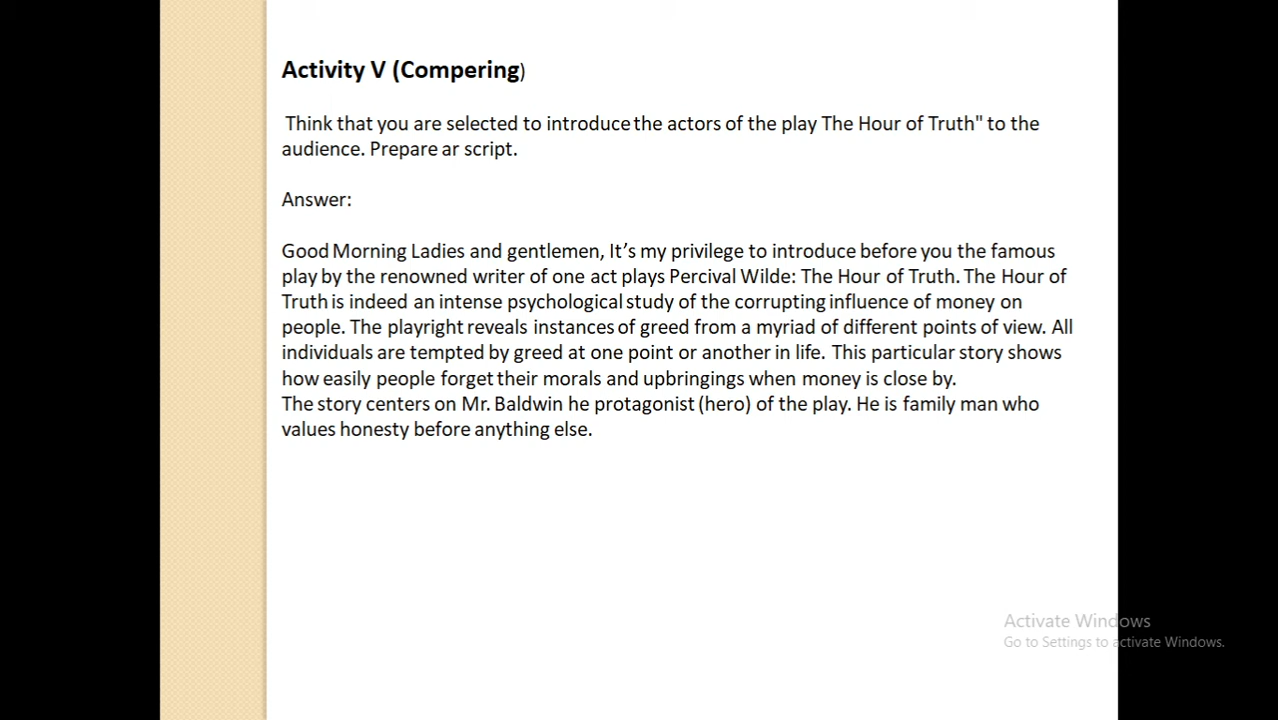 Activity V (Compering)
Think that you are selected to introduce the actors of the play The Hour of Truth" to the
audience. Prepare ar script.
Answer:
Good Morning Ladies and gentlemen, It's my privilege to introduce before you the famous
play by the renowned writer of one act plays Percival Wilde: The Hour of Truth. The Hour of
Truth is indeed an intense psychological study of the corrupting influence of money on
people. The playright reveals instances of greed from a myriad of different points of view. All
individuals are tempted by greed at one point or another in life. This particular story shows
how easily people forget their morals and upbringings when money is close by.
The story centers on Mr. Baldwin he protagonist (hero) of the play. He is family man who
values honesty before anything else.
Activate Windows
Go to Settings to activate Windows.